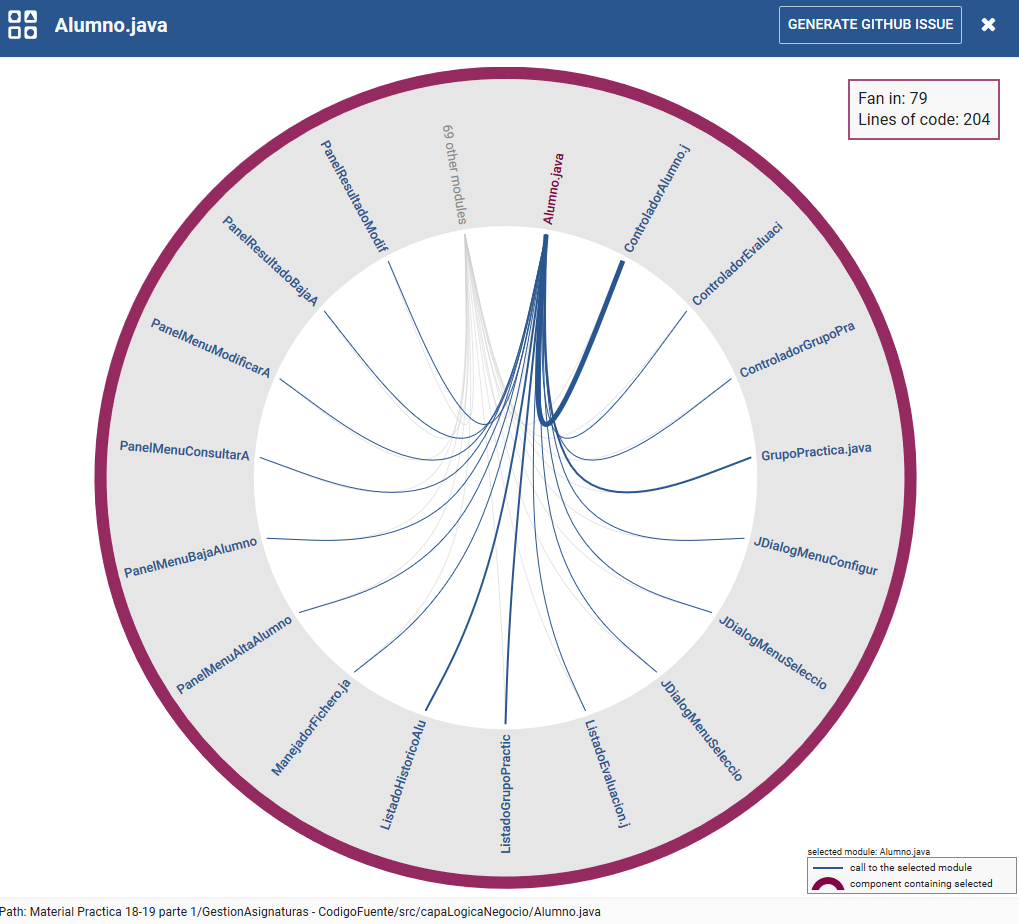 Alumno.java
GENERATE GITHUB ISSUE
Fan in: 79
Lines of code: 204
69 other modules
Alumno.java
ControladorAlumno.j
ControladorEvaluaci
ControladorGrupoPra
GrupoPractica.java
JDialogMenuConfigur
JDialogMenuSeleccio
JDialogMenuSeleccio
ListadoEvaluacion.j
ListadoGrupoPractic
ListadoHistoricoAlu
ManejadorFichero.ja
PanelMenuAltaAlumno
PanelMenuBajaAlumno
PanelMenuConsultarA
PanelMenuModificarA
PanelResultadoBajaA
PanelResultadoModif
selected module: Alumno.java
call to the selected module
component containing selected
Path: Material Practica 18-19 parte 1/GestionAsignaturas - CodigoFuente/src/capaLogicaNegocio/Alumno.java